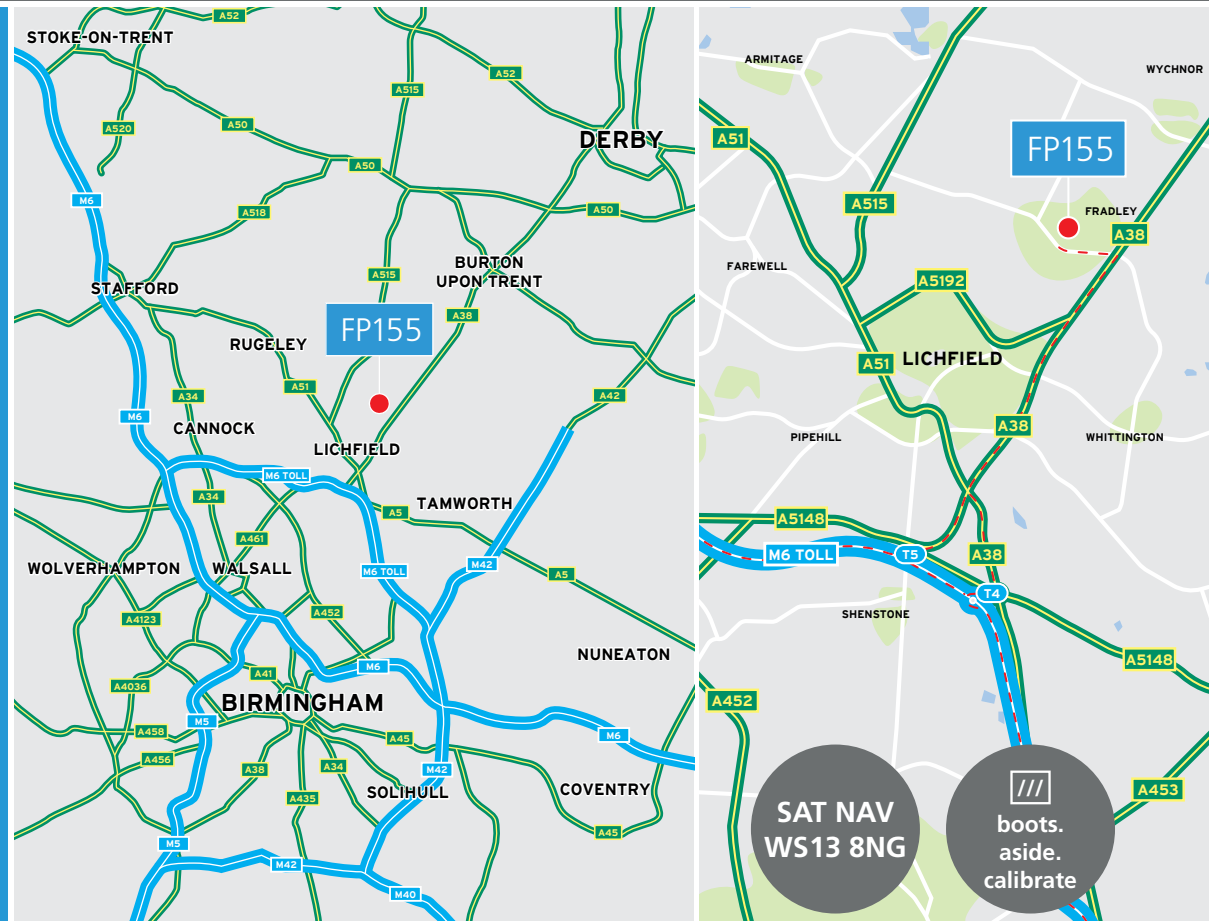 A52
STOKE-ON-TRENT
A52
A515
A520
A50
DERBY
A50
M6
A518
A50
A515
BURTON
UPON TRENT
STAFFORD
FP155
A38
RUGELEY
A51
A34
A42
M6
CANNOCK
LICHFIELD
M6 TOLL
A34
TAMWORTH
A5
A461
WOLVERHAMPTON
WALSALL
M6 TOLL
M42
A5
A4123
A452
NUNEATON
A41
M6
A4036
BIRMINGHAM
M5
A458
A45
M6
A456
A38
A34
M42
SOLIHULL
COVENTRY
A435
A45
M5
M42
M40
ARMITAGE
WYCHNOR
A51
FP155
A515
FRADLEY
A38
FAREWELL
A5192
LICHFIELD
A51
A38
PIPEHILL
WHITTINGTON
A5148
M6 TOLL
T5
A38
T4
SHENSTONE
A5148
A452
A453
SAT NAV
WS13 8NG
///
boots.
aside.
calibrate